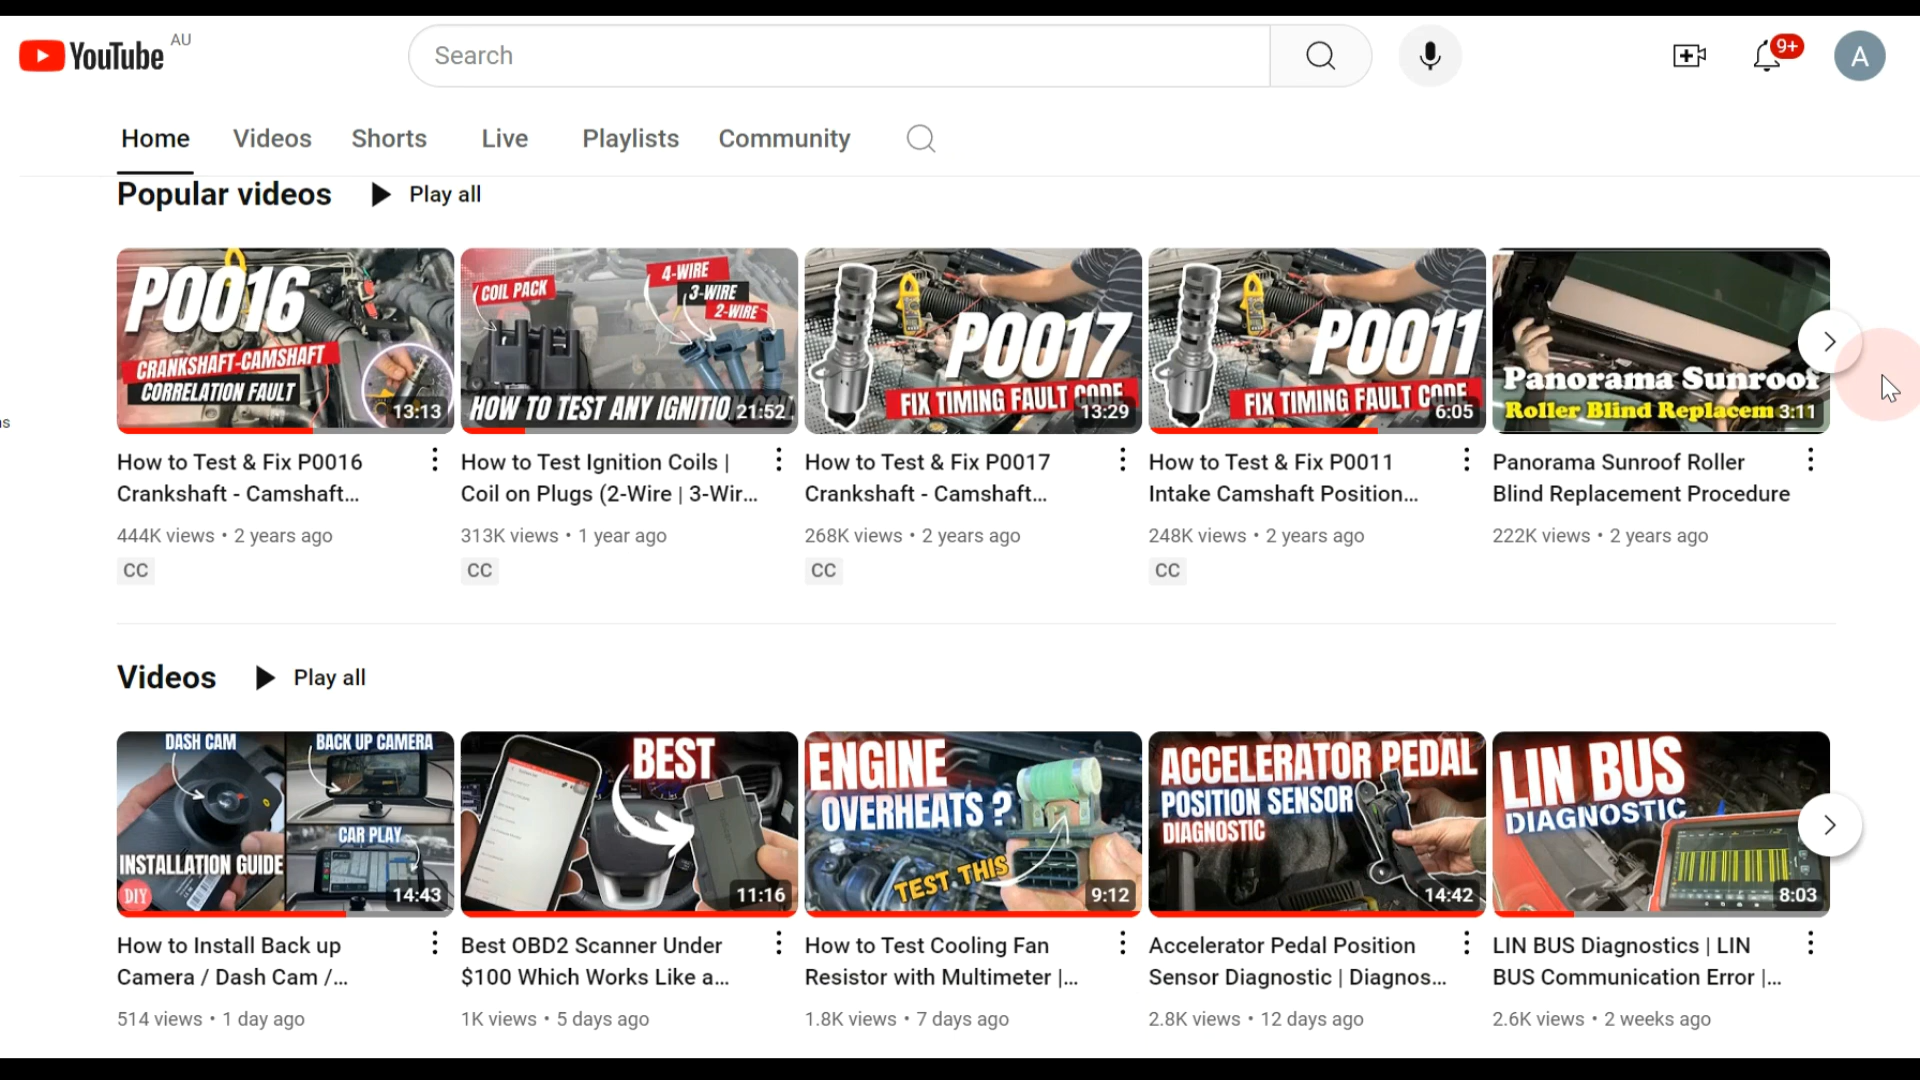 YouTube AU
Search
9+
A
Home Videos Shorts Live Playlists Community
Popular videos Play all
P0016
CRANKSHAFT-CAMSHAFT
CORRELATION FAULT
13:13
COIL PACK
4-WIRE
3-WIRE
2-WIRE
HOW TO TEST ANY IGNITIO
21:52
P0017
FIX TIMING FAULT CODE
13:29
P0011
FIX TIMING FAULT CODE
6:05
Panorama Sunroof
Roller Blind Replacem
3:11
How to Test & Fix P0016
Crankshaft - Camshaft...
444K views • 2 years ago
CC
How to Test Ignition Coils |
Coil on Plugs (2-Wire | 3-Wir...
313K views • 1 year ago
CC
How to Test & Fix P0017
Crankshaft - Camshaft...
268K views • 2 years ago
CC
How to Test & Fix P0011
Intake Camshaft Position...
248K views • 2 years ago
CC
Panorama Sunroof Roller
Blind Replacement Procedure
222K views • 2 years ago
Videos Play all
DASH CAM
BACK UP CAMERA
CAR PLAY
INSTALLATION GUIDE
DIY
14:43
BEST
11:16
ENGINE
OVERHEATS ?
TEST THIS
9:12
ACCELERATOR PEDAL
POSITION SENSOR
DIAGNOSTIC
14:42
LIN BUS
DIAGNOSTIC
8:03
How to Install Back up
Camera / Dash Cam /...
514 views • 1 day ago
Best OBD2 Scanner Under
$100 Which Works Like a...
1K views • 5 days ago
How to Test Cooling Fan
Resistor with Multimeter |...
1.8K views • 7 days ago
Accelerator Pedal Position
Sensor Diagnostic | Diagnos...
2.8K views • 12 days ago
LIN BUS Diagnostics | LIN
BUS Communication Error |...
2.6K views • 2 weeks ago